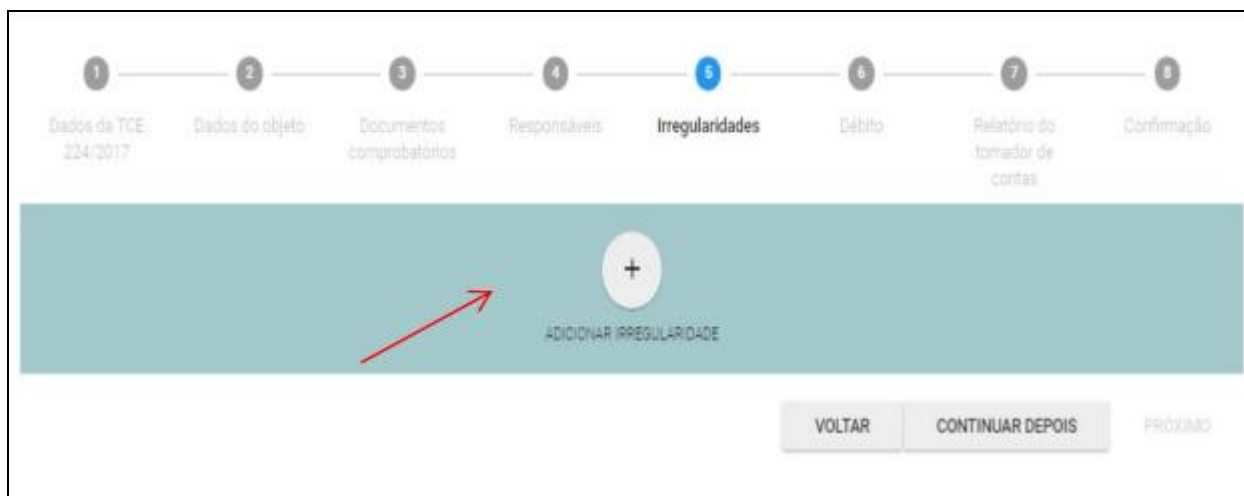 1 2 3 4 5 6 7 8
Dados da TCE 224/2017
Dados do objeto
Documentos comprobatórios
Responsáveis
Irregularidades
Débito
Relatório do tomador de contas
Confirmação
+
ADICIONAR IRREGULARIDADE
VOLTAR CONTINUAR DEPOIS PRÓXIMO